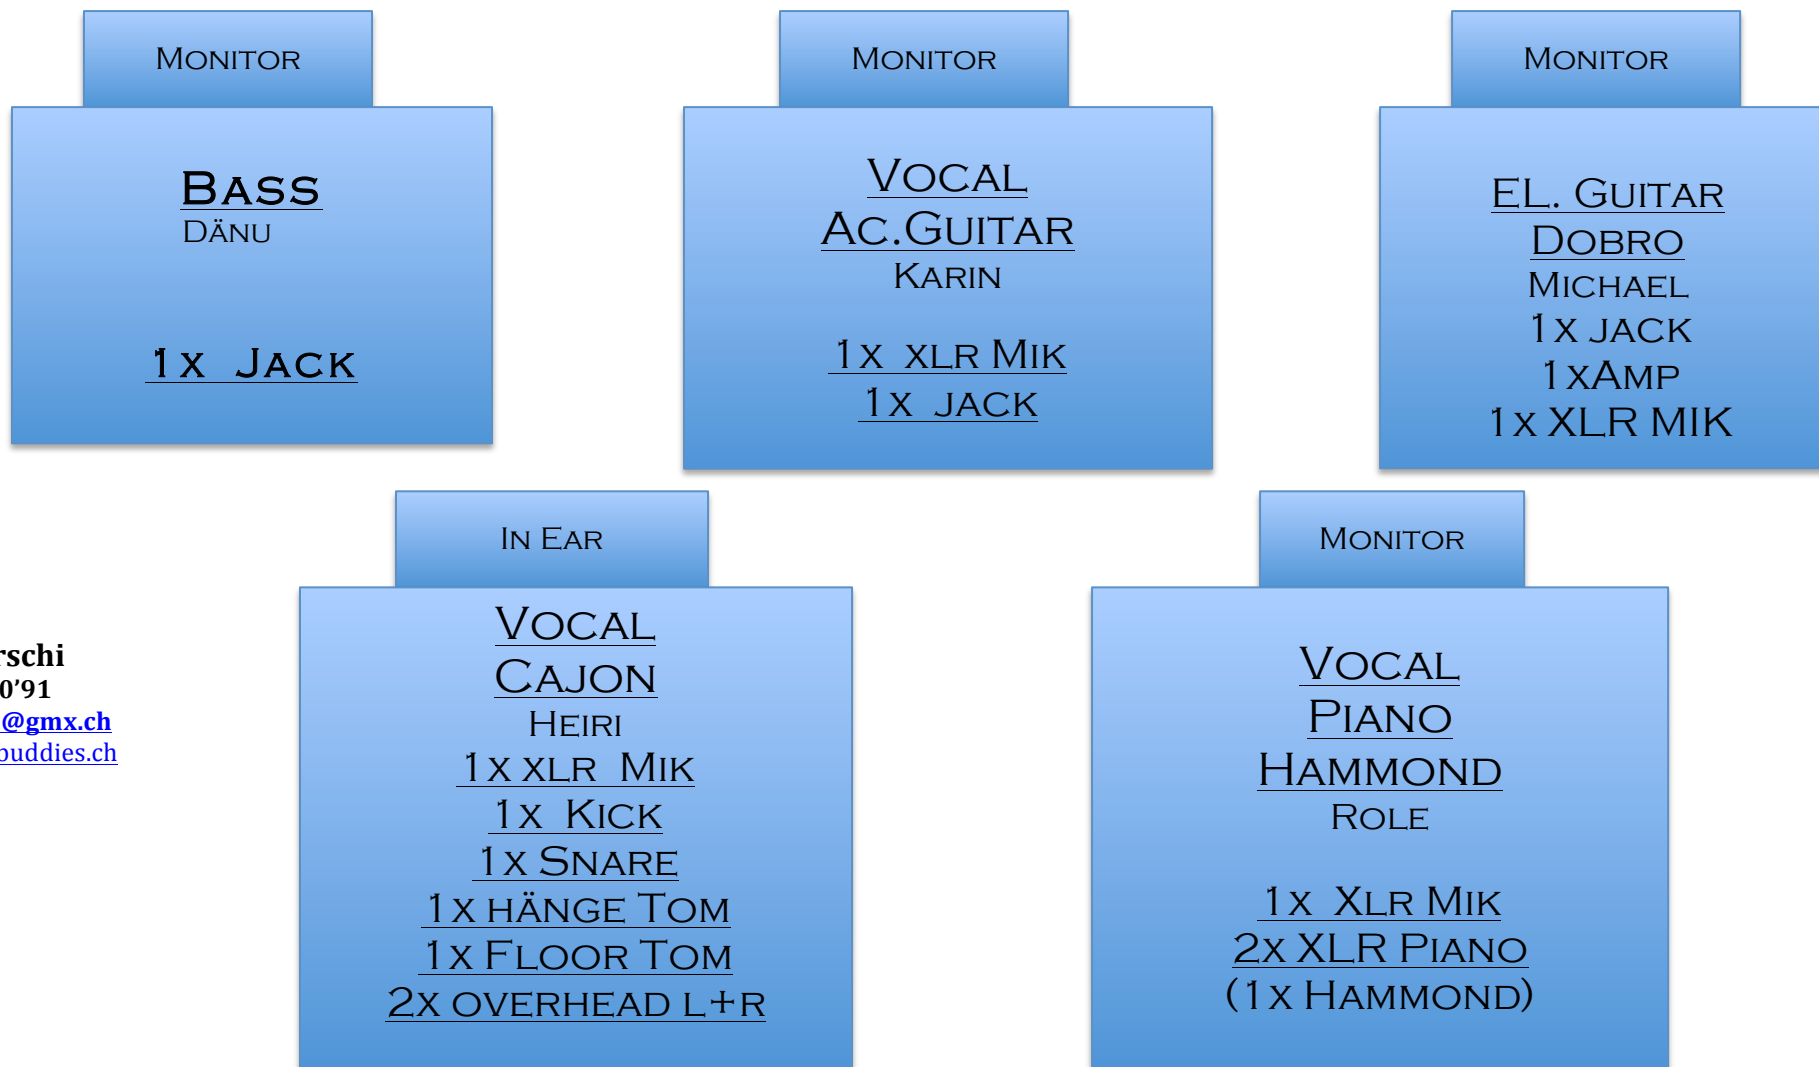 Monitor
Bass
Dänu
1x Jack
Monitor
Vocal
Ac.Guitar
Karin
1x xlr Mik
1x jack
Monitor
EL. Guitar
Dobro
Michael
1x jack
1xAmp
1x XLR MIK
In Ear
Vocal
Cajon
Heiri
1x xlr Mik
1x Kick
1x Snare
1x hänge Tom
1x Floor Tom
2x overhead l+r
Monitor
Vocal
Piano
Hammond
Role
1x Xlr Mik
2x XLR Piano
(1x Hammond)
rschi
0’91
@gmx.ch
buddies.ch